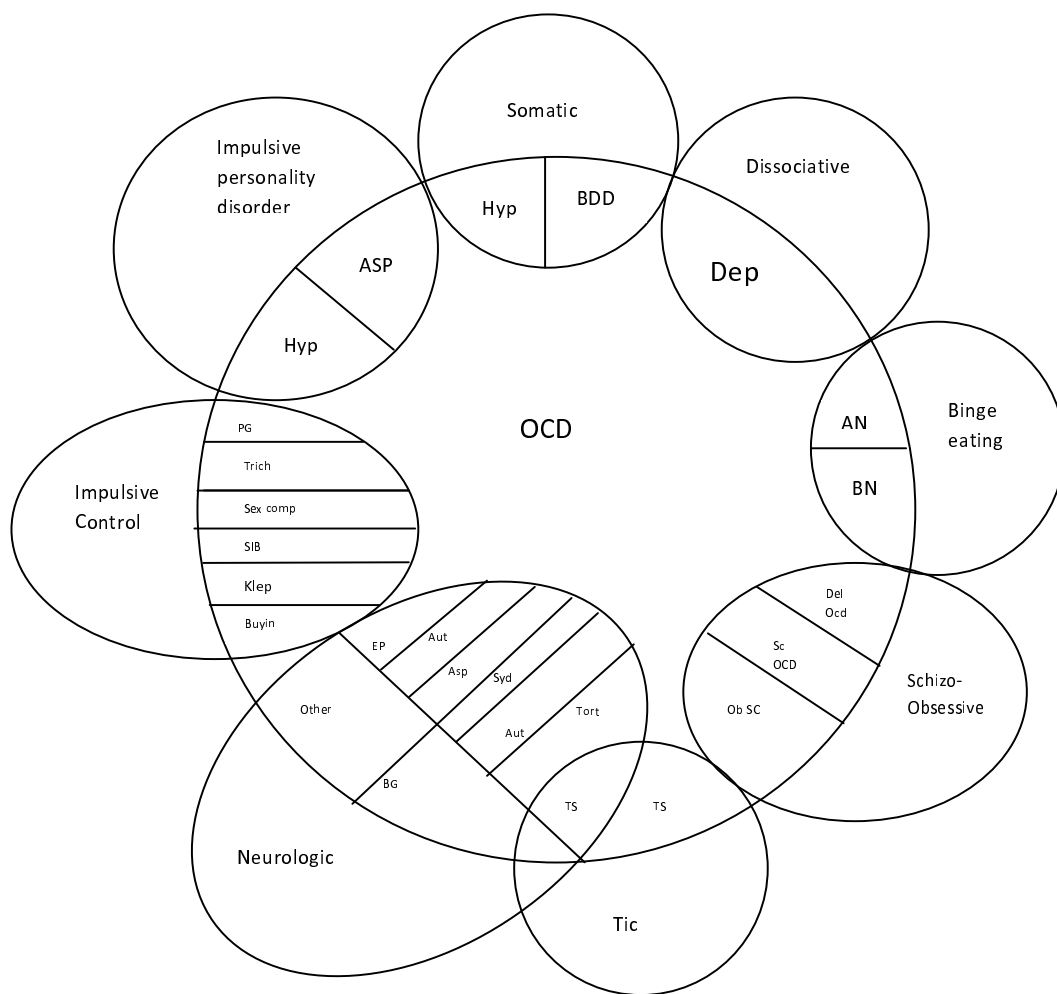 Somatic
Hyp
BDD
Impulsive
personality
disorder
ASP
Hyp
Dissociative
Dep
OCD
Binge
eating
AN
BN
PG
Trich
Sex comp
SIB
Klep
Buyin
Impulsive
Control
Del
Ocd
Sc
OCD
Ob SC
Schizo-
Obsessive
EP
Aut
Asp
Syd
Aut
Tort
Other
BG
Neurologic
TS
TS
Tic